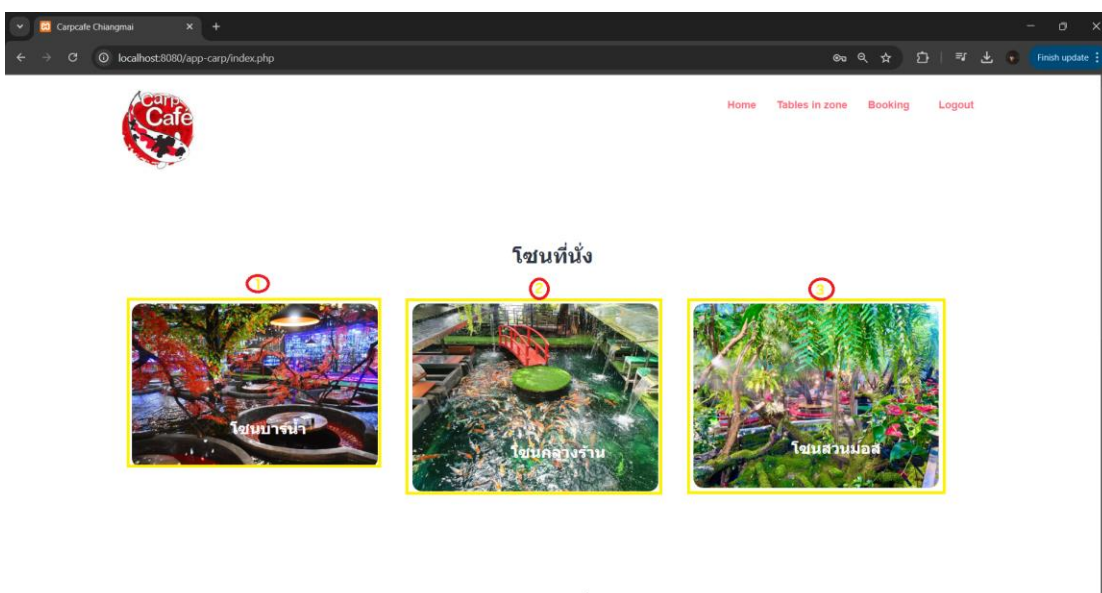 Carpcafe Chiangmai
localhost:8080/app-carp/index.php
Finish update
Carp
Cafe
Home Tables in zone Booking Logout
โซนที่นั่ง
1 2 3
โซนบาร์น้ำ
โซนกลางร้าน
โซนสวนมอส